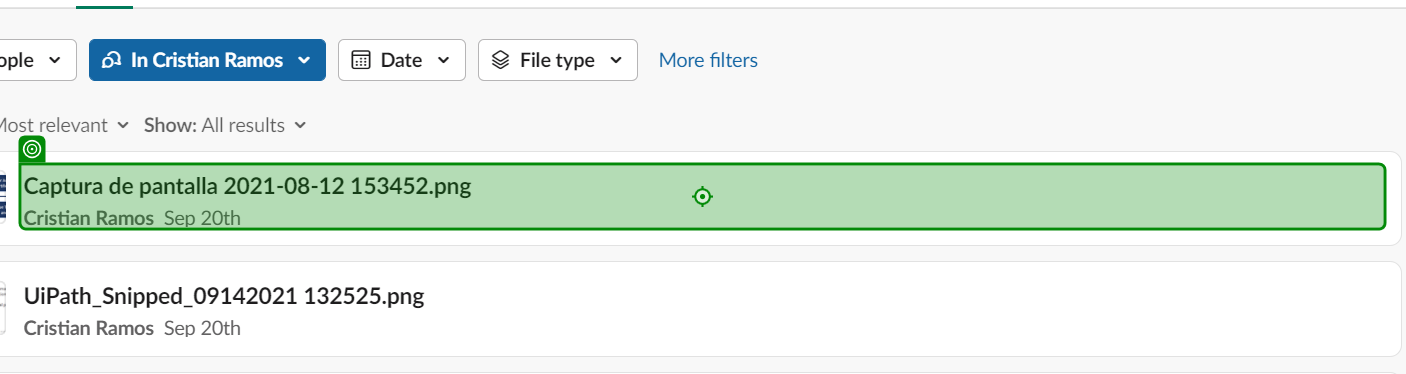 ople In Cristian Ramos Date File type More filters
Most relevant Show: All results
Captura de pantalla 2021-08-12 153452.png
Cristian Ramos Sep 20th
UiPath_Snipped_09142021 132525.png
Cristian Ramos Sep 20th